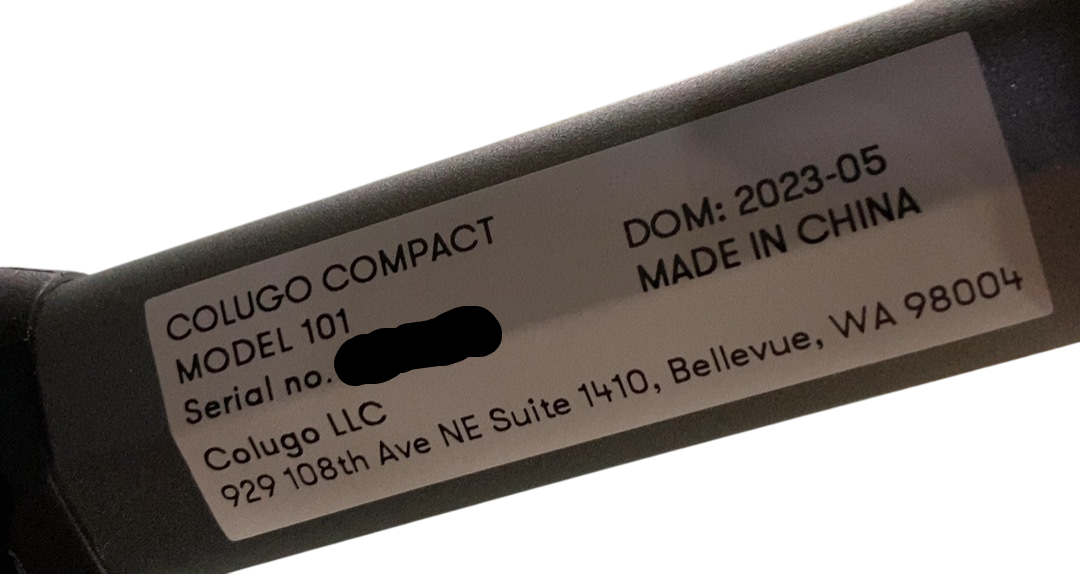 COLUGO COMPACT
MODEL 101
Serial no.
DOM: 2023-05
MADE IN CHINA
Colugo LLC
929 108th Ave NE Suite 1410, Bellevue, WA 98004